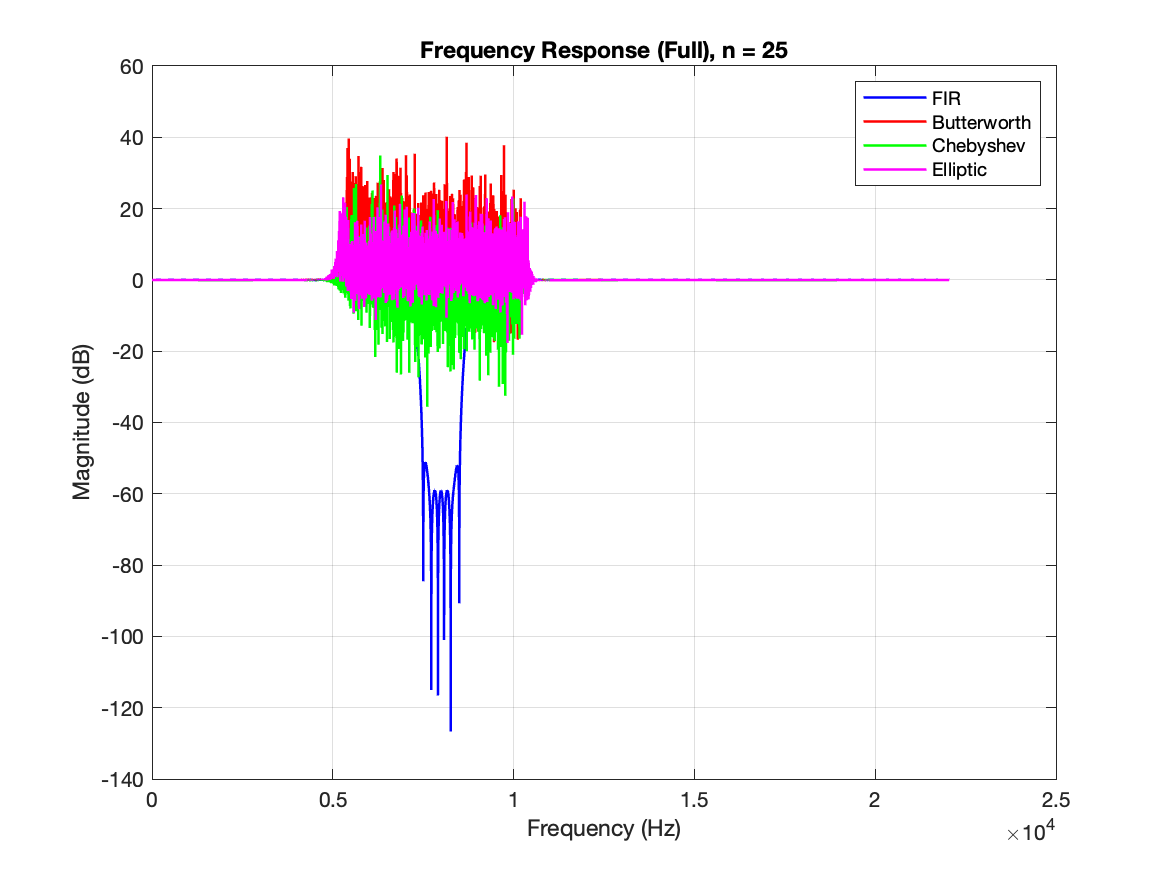 Frequency Response (Full), n = 25
FIR
Butterworth
Chebyshev
Elliptic
Magnitude (dB)
60
40
20
0
-20
-40
-60
-80
-100
-120
-140
0
0.5
1
1.5
2
2.5
Frequency (Hz)
×10⁴